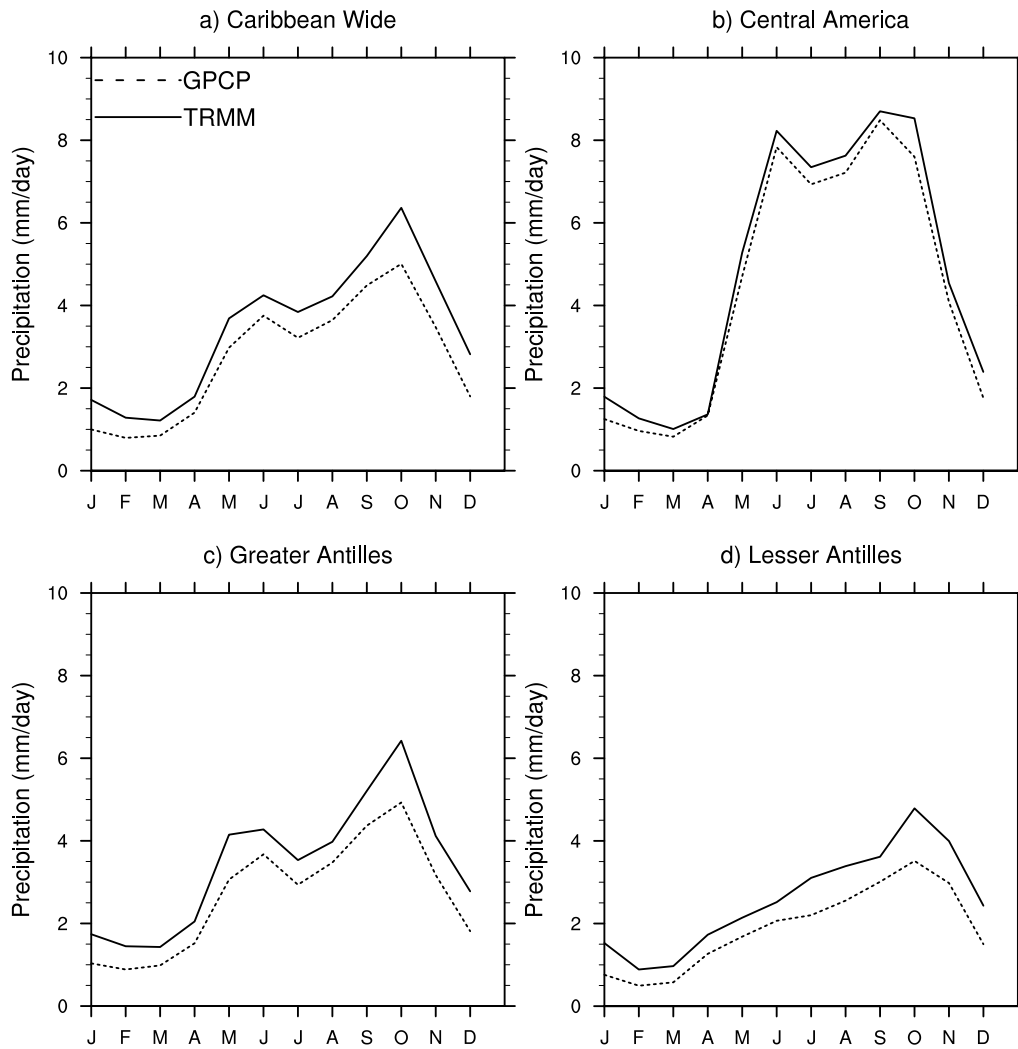 a) Caribbean Wide
10
8
6
4
2
0
Precipitation (mm/day)
GPCP
TRMM
J F M A M J J A S O N D
b) Central America
10
8
6
4
2
0
Precipitation (mm/day)
J F M A M J J A S O N D
c) Greater Antilles
10
8
6
4
2
0
Precipitation (mm/day)
J F M A M J J A S O N D
d) Lesser Antilles
10
8
6
4
2
0
Precipitation (mm/day)
J F M A M J J A S O N D